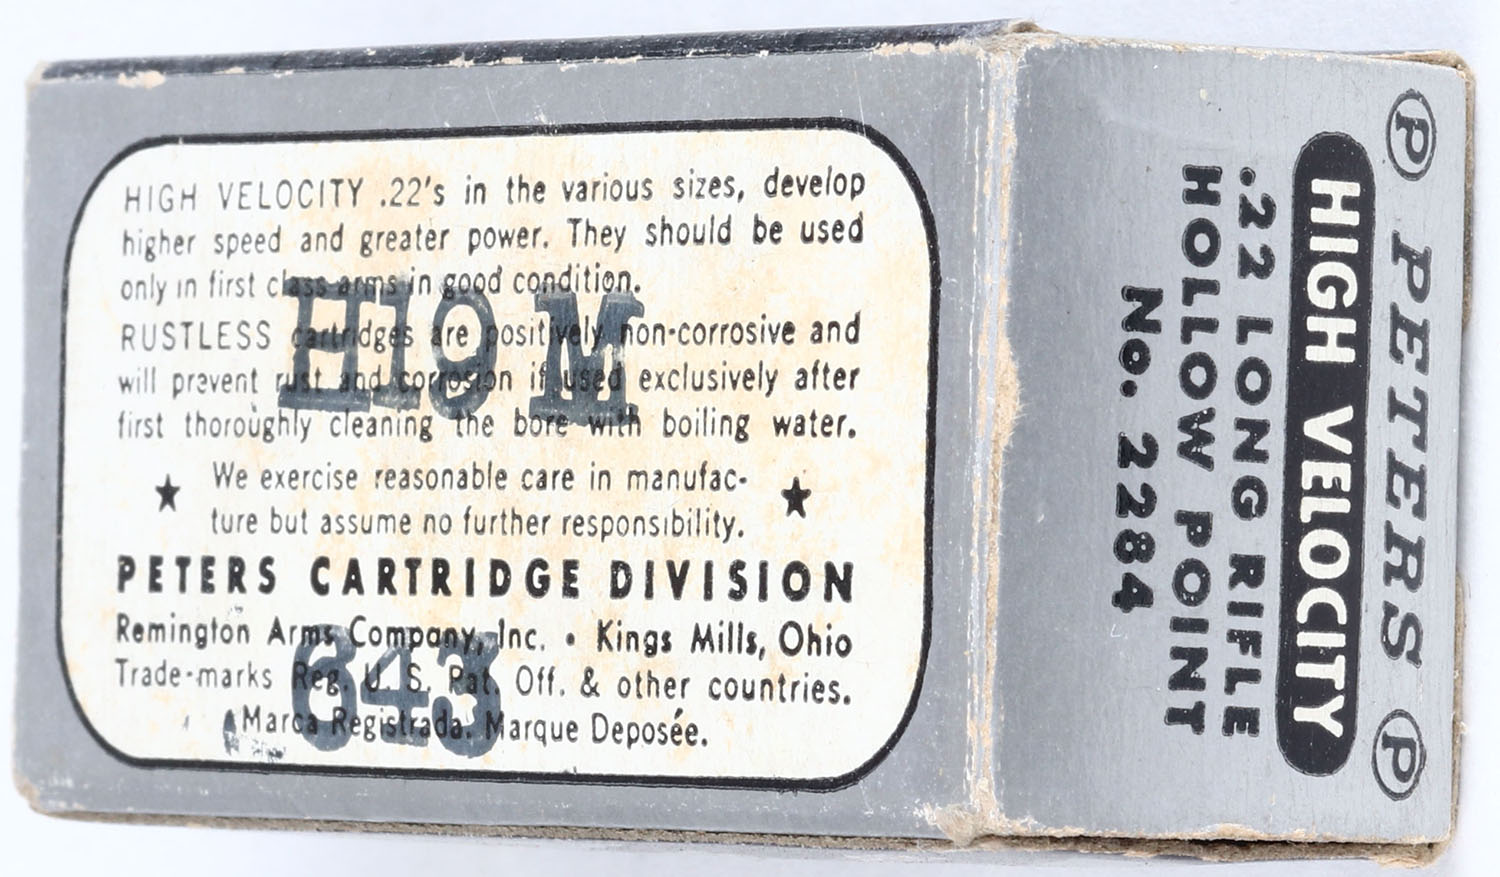 HIGH VELOCITY .22's in the various sizes, develop
higher speed and greater power. They should be used
only in first class arms in good condition.
RUSTLESS cartridges are positively non-corrosive and
will prevent rust and corrosion if used exclusively after
first thoroughly cleaning the bore with boiling water.
H19 M
★ We exercise reasonable care in manufac- ★
ture but assume no further responsibility.
PETERS CARTRIDGE DIVISION
Remington Arms Company, Inc. • Kings Mills, Ohio
Trade-marks Reg. U. S. Pat. Off. & other countries.
Marca Registrada. Marque Deposée.
643
P PETERS P
HIGH VELOCITY
.22 LONG RIFLE
HOLLOW POINT
No. 2284